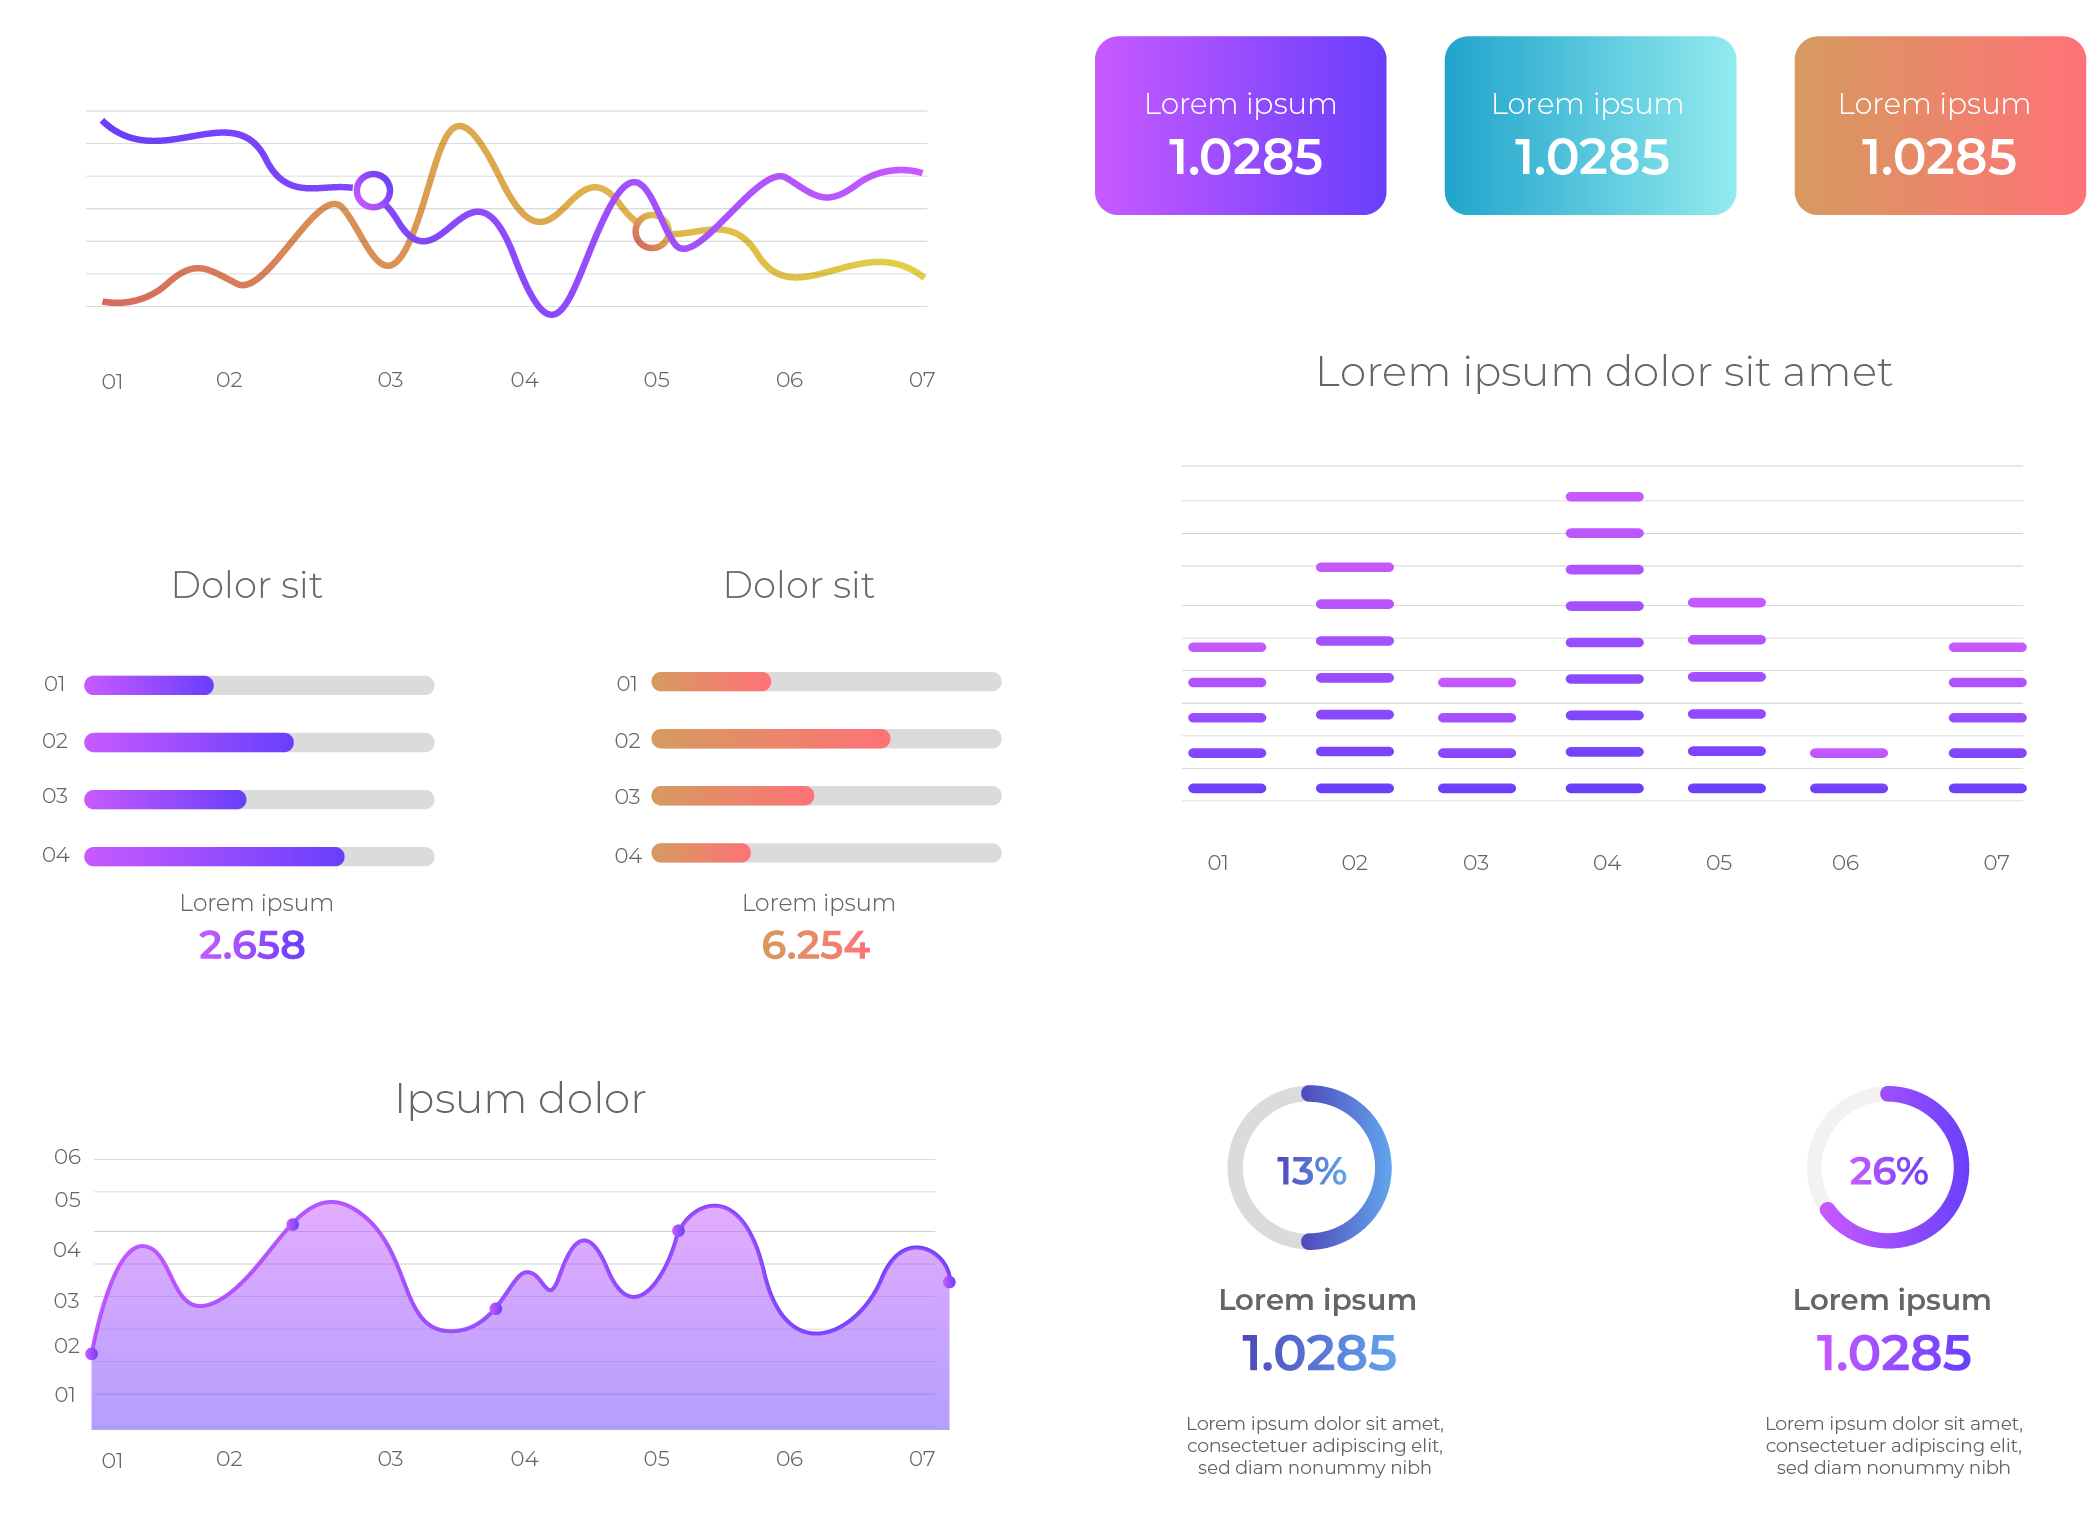 Lorem ipsum
1.0285
Lorem ipsum
1.0285
Lorem ipsum
1.0285
01 02 03 04 05 06 07
Lorem ipsum dolor sit amet
01 02 03 04 05 06 07
Dolor sit
01
02
03
04
Lorem ipsum
2.658
Dolor sit
01
02
03
04
Lorem ipsum
6.254
Ipsum dolor
06
05
04
03
02
01
01 02 03 04 05 06 07
13%
Lorem ipsum
1.0285
Lorem ipsum dolor sit amet,
consectetuer adipiscing elit,
sed diam nonummy nibh
26%
Lorem ipsum
1.0285
Lorem ipsum dolor sit amet,
consectetuer adipiscing elit,
sed diam nonummy nibh